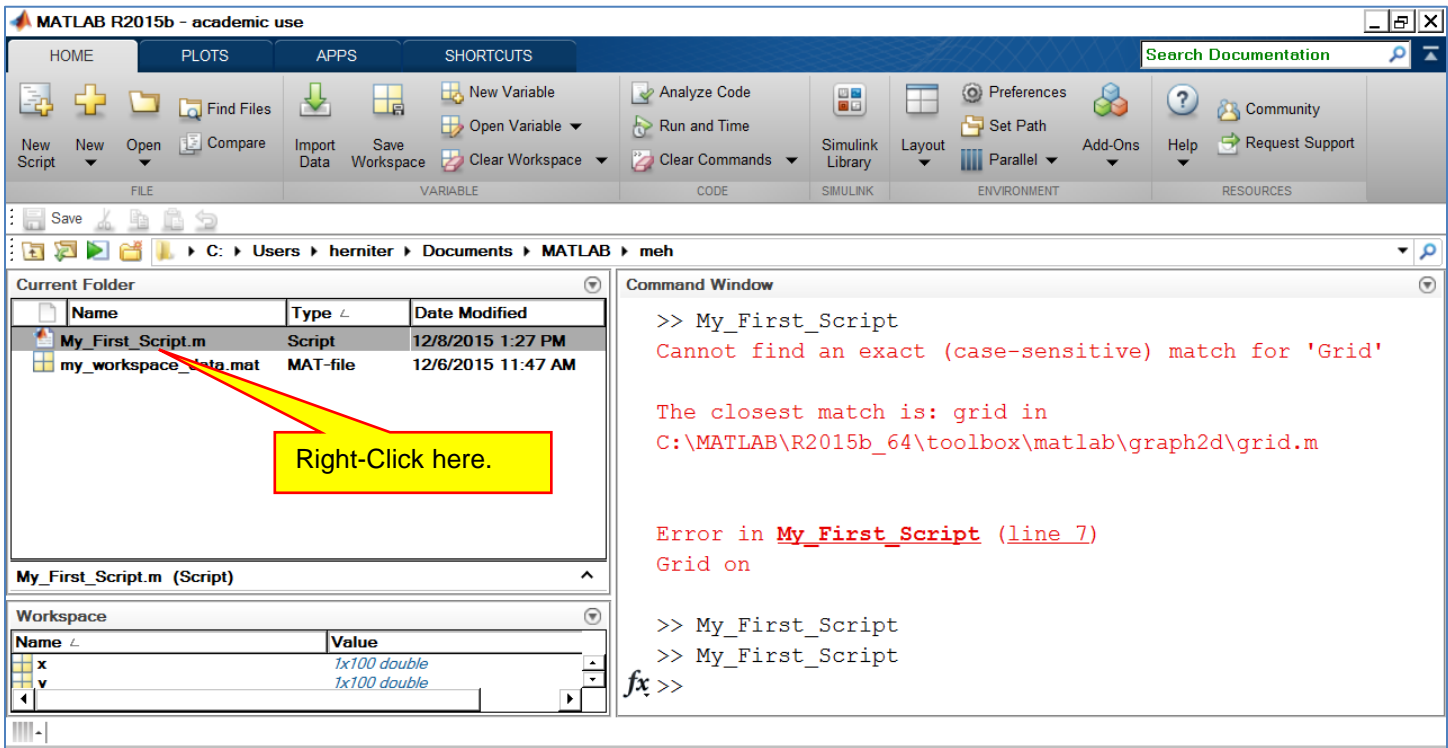 MATLAB R2015b - academic use
HOME PLOTS APPS SHORTCUTS Search Documentation
New Script
New
Open
Find Files
Compare
FILE
Import Data
Save Workspace
New Variable
Open Variable
Clear Workspace
VARIABLE
Analyze Code
Run and Time
Clear Commands
CODE
Simulink Library
SIMULINK
Layout
Preferences
Set Path
Parallel
Add-Ons
ENVIRONMENT
Help
Community
Request Support
RESOURCES
Save
C: Users herniter Documents MATLAB meh
Current Folder
Name Type Date Modified
My_First_Script.m Script 12/8/2015 1:27 PM
my_workspace_data.mat MAT-file 12/6/2015 11:47 AM
Right-Click here.
My_First_Script.m (Script)
Workspace
Name Value
x 1x100 double
y 1x100 double
Command Window
>> My_First_Script
Cannot find an exact (case-sensitive) match for 'Grid'
The closest match is: grid in
C:\MATLAB\R2015b_64\toolbox\matlab\graph2d\grid.m
Error in My_First_Script (line 7)
Grid on
>> My_First_Script
>> My_First_Script
fx >>